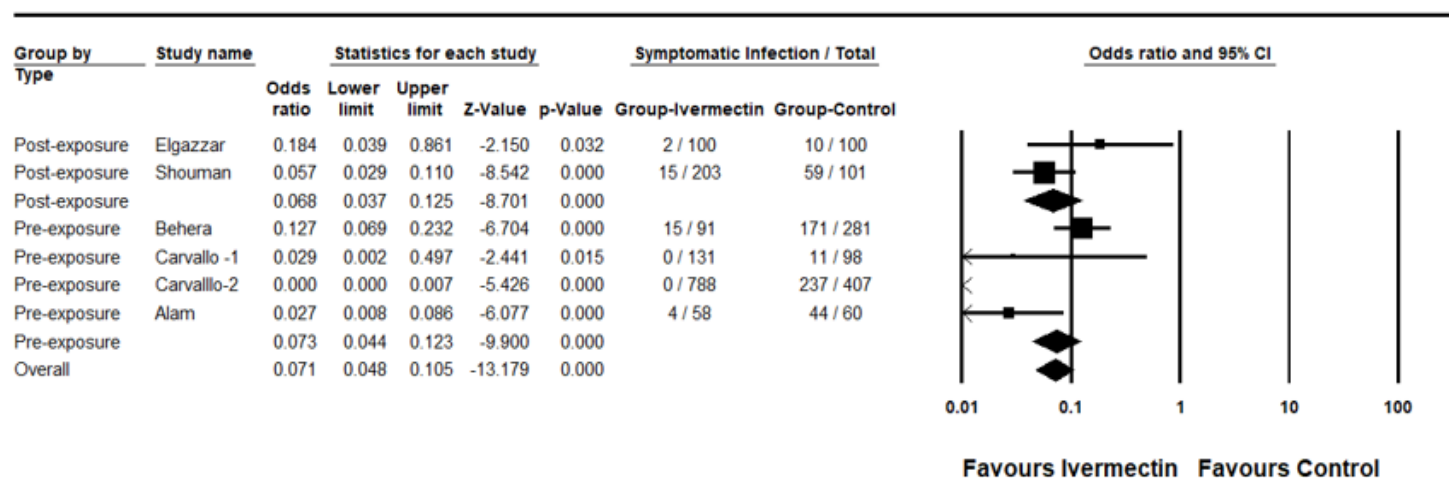 Group by Study name Statistics for each study Symptomatic Infection / Total Odds ratio and 95% CI
Type
Odds ratio Lower limit Upper limit Z-Value p-Value Group-Ivermectin Group-Control
Post-exposure Elgazzar 0.184 0.039 0.861 -2.150 0.032 2 / 100 10 / 100
Post-exposure Shouman 0.057 0.029 0.110 -8.542 0.000 15 / 203 59 / 101
Post-exposure 0.068 0.037 0.125 -8.701 0.000
Pre-exposure Behera 0.127 0.069 0.232 -6.704 0.000 15 / 91 171 / 281
Pre-exposure Carvallo -1 0.029 0.002 0.497 -2.441 0.015 0 / 131 11 / 98
Pre-exposure Carvalllo-2 0.000 0.000 0.007 -5.426 0.000 0 / 788 237 / 407
Pre-exposure Alam 0.027 0.008 0.086 -6.077 0.000 4 / 58 44 / 60
Pre-exposure 0.073 0.044 0.123 -9.900 0.000
Overall 0.071 0.048 0.105 -13.179 0.000
0.01 0.1 1 10 100
Favours Ivermectin Favours Control